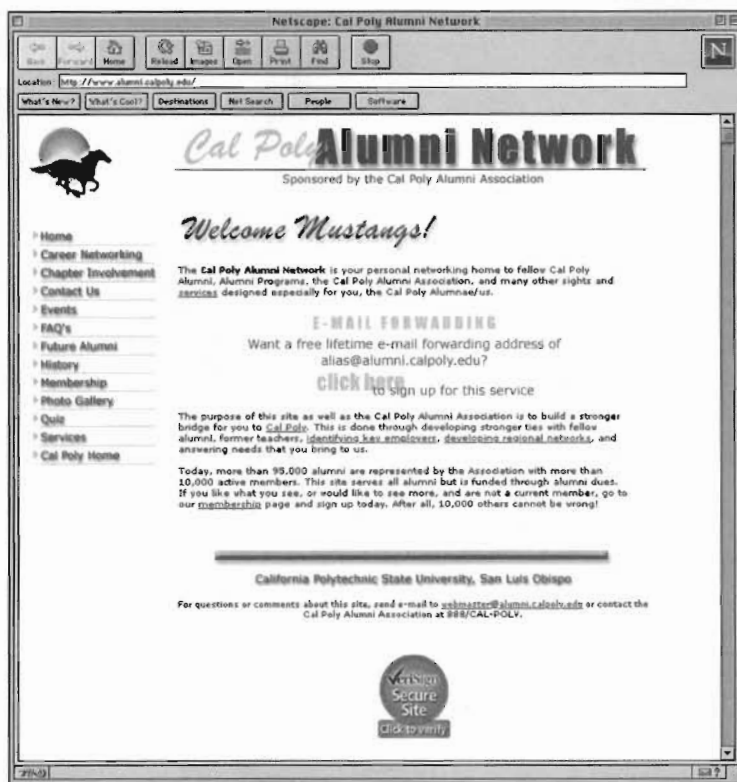 Netscape: Cal Poly Alumni Network
Back Forward Home Reload Images Open Print Find Stop
N
Location: http://www.alumni.calpoly.edu/
What's New? What's Cool? Destinations Net Search People Software
Cal Poly Alumni Network
Sponsored by the Cal Poly Alumni Association
Home
Career Networking
Chapter Involvement
Contact Us
Events
FAQ's
Future Alumni
History
Membership
Photo Gallery
Quiz
Services
Cal Poly Home
Welcome Mustangs!
The Cal Poly Alumni Network is your personal networking home to fellow Cal Poly
Alumni, Alumni Programs, the Cal Poly Alumni Association, and many other sights and
services designed especially for you, the Cal Poly Alumnae/us.
E-MAIL FORWARDING
Want a free lifetime e-mail forwarding address of
alias@alumni.calpoly.edu?
click here to sign up for this service
The purpose of this site as well as the Cal Poly Alumni Association is to build a stronger
bridge for you to Cal Poly. This is done through developing stronger ties with fellow
alumni, former teachers, identifying key employers, developing regional networks, and
answering needs that you bring to us.
Today, more than 95,000 alumni are represented by the Association with more than
10,000 active members. This site serves all alumni but is funded through alumni dues.
If you like what you see, or would like to see more, and are not a current member, go to
our membership page and sign up today. After all, 10,000 others cannot be wrong!
California Polytechnic State University, San Luis Obispo
For questions or comments about this site, send e-mail to webmaster@alumni.calpoly.edu or contact the
Cal Poly Alumni Association at 888/CAL-POLY.
VeriSign
Secure
Site
Click to verify